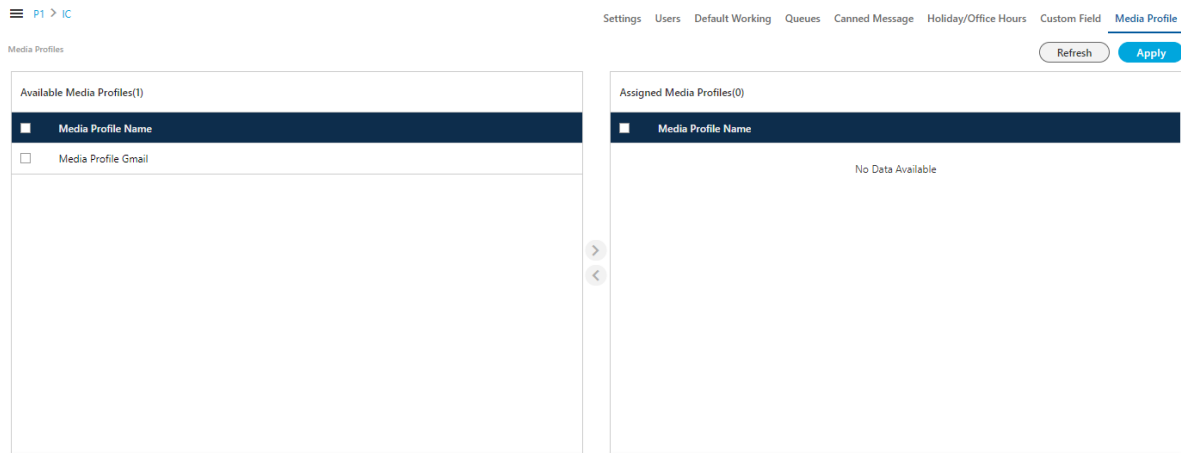 P1 > IC
Settings Users Default Working Queues Canned Message Holiday/Office Hours Custom Field Media Profile
Media Profiles
Refresh Apply
Available Media Profiles(1)
Media Profile Name
Media Profile Gmail
Assigned Media Profiles(0)
Media Profile Name
No Data Available